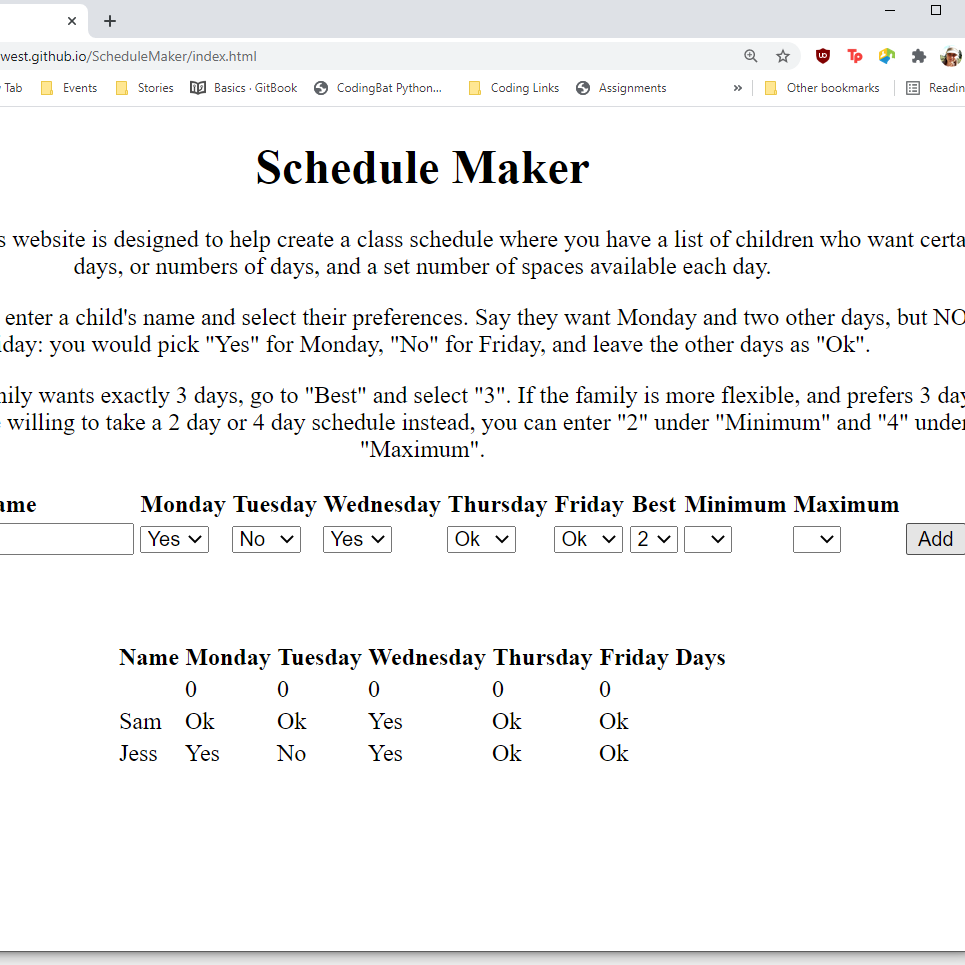 west.github.io/ScheduleMaker/index.html
Tab Events Stories Basics · GitBook CodingBat Python... Coding Links Assignments » Other bookmarks Readin
Schedule Maker
s website is designed to help create a class schedule where you have a list of children who want certa
days, or numbers of days, and a set number of spaces available each day.
enter a child's name and select their preferences. Say they want Monday and two other days, but NO
iday: you would pick "Yes" for Monday, "No" for Friday, and leave the other days as "Ok".
mily wants exactly 3 days, go to "Best" and select "3". If the family is more flexible, and prefers 3 day
willing to take a 2 day or 4 day schedule instead, you can enter "2" under "Minimum" and "4" under
"Maximum".
ame Monday Tuesday Wednesday Thursday Friday Best Minimum Maximum
Yes No Yes Ok Ok 2 Add
Name Monday Tuesday Wednesday Thursday Friday Days
0 0 0 0 0
Sam Ok Ok Yes Ok Ok
Jess Yes No Yes Ok Ok